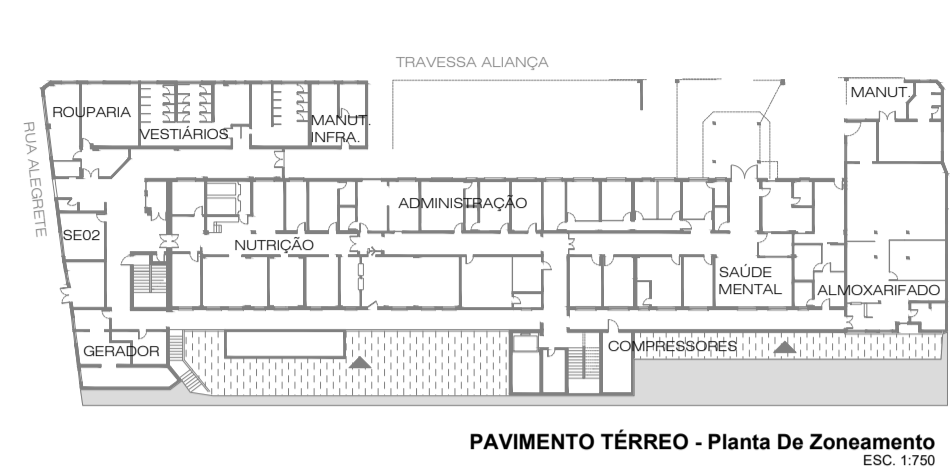 TRAVESSA ALIANÇA
ROUPARIA
VESTIÁRIOS
MANUT.
INFRA.
MANUT.
RUA ALEGRETE
ADMINISTRAÇÃO
SE02
NUTRIÇÃO
SAÚDE
MENTAL
ALMOXARIFADO
GERADOR
COMPRESSORES
PAVIMENTO TÉRREO - Planta De Zoneamento
ESC. 1:750